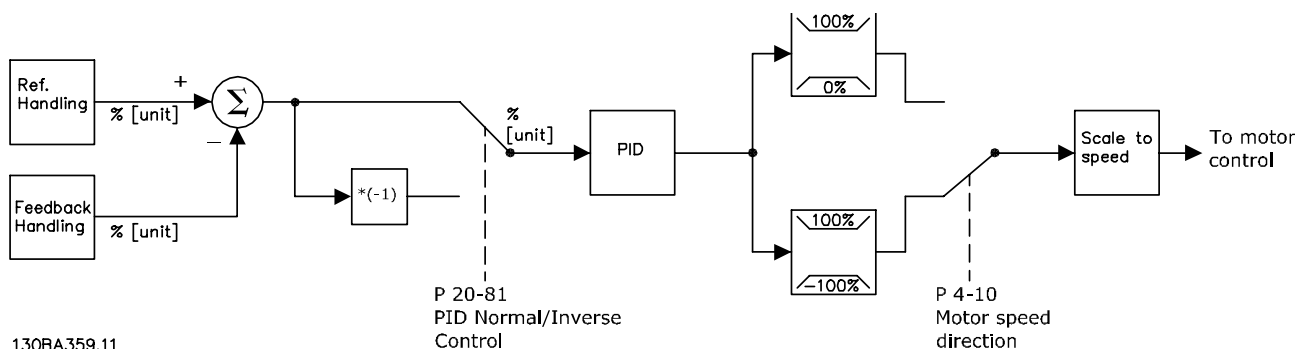 100%
0%
Ref.
Handling
+
% [unit]
Σ
−
%
[unit]
PID
Scale to
speed
To motor
control
*(-1)
Feedback
Handling
% [unit]
100%
-100%
P 20-81
PID Normal/Inverse
Control
P 4-10
Motor speed
direction
130BA359.11